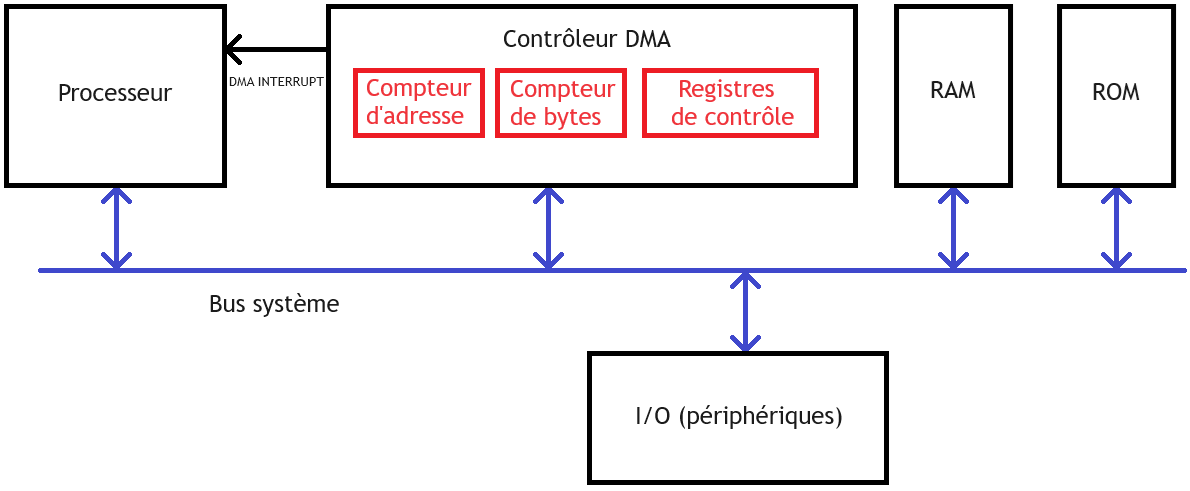 Contrôleur DMA
Processeur
DMA INTERRUPT
Compteur
d'adresse
Compteur
de bytes
Registres
de contrôle
RAM
ROM
Bus système
I/O (périphériques)